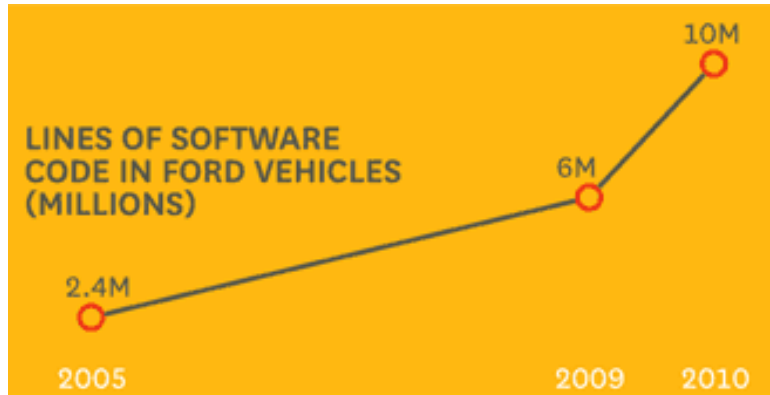 10M
LINES OF SOFTWARE
CODE IN FORD VEHICLES
(MILLIONS)
6M
2.4M
2005 2009 2010